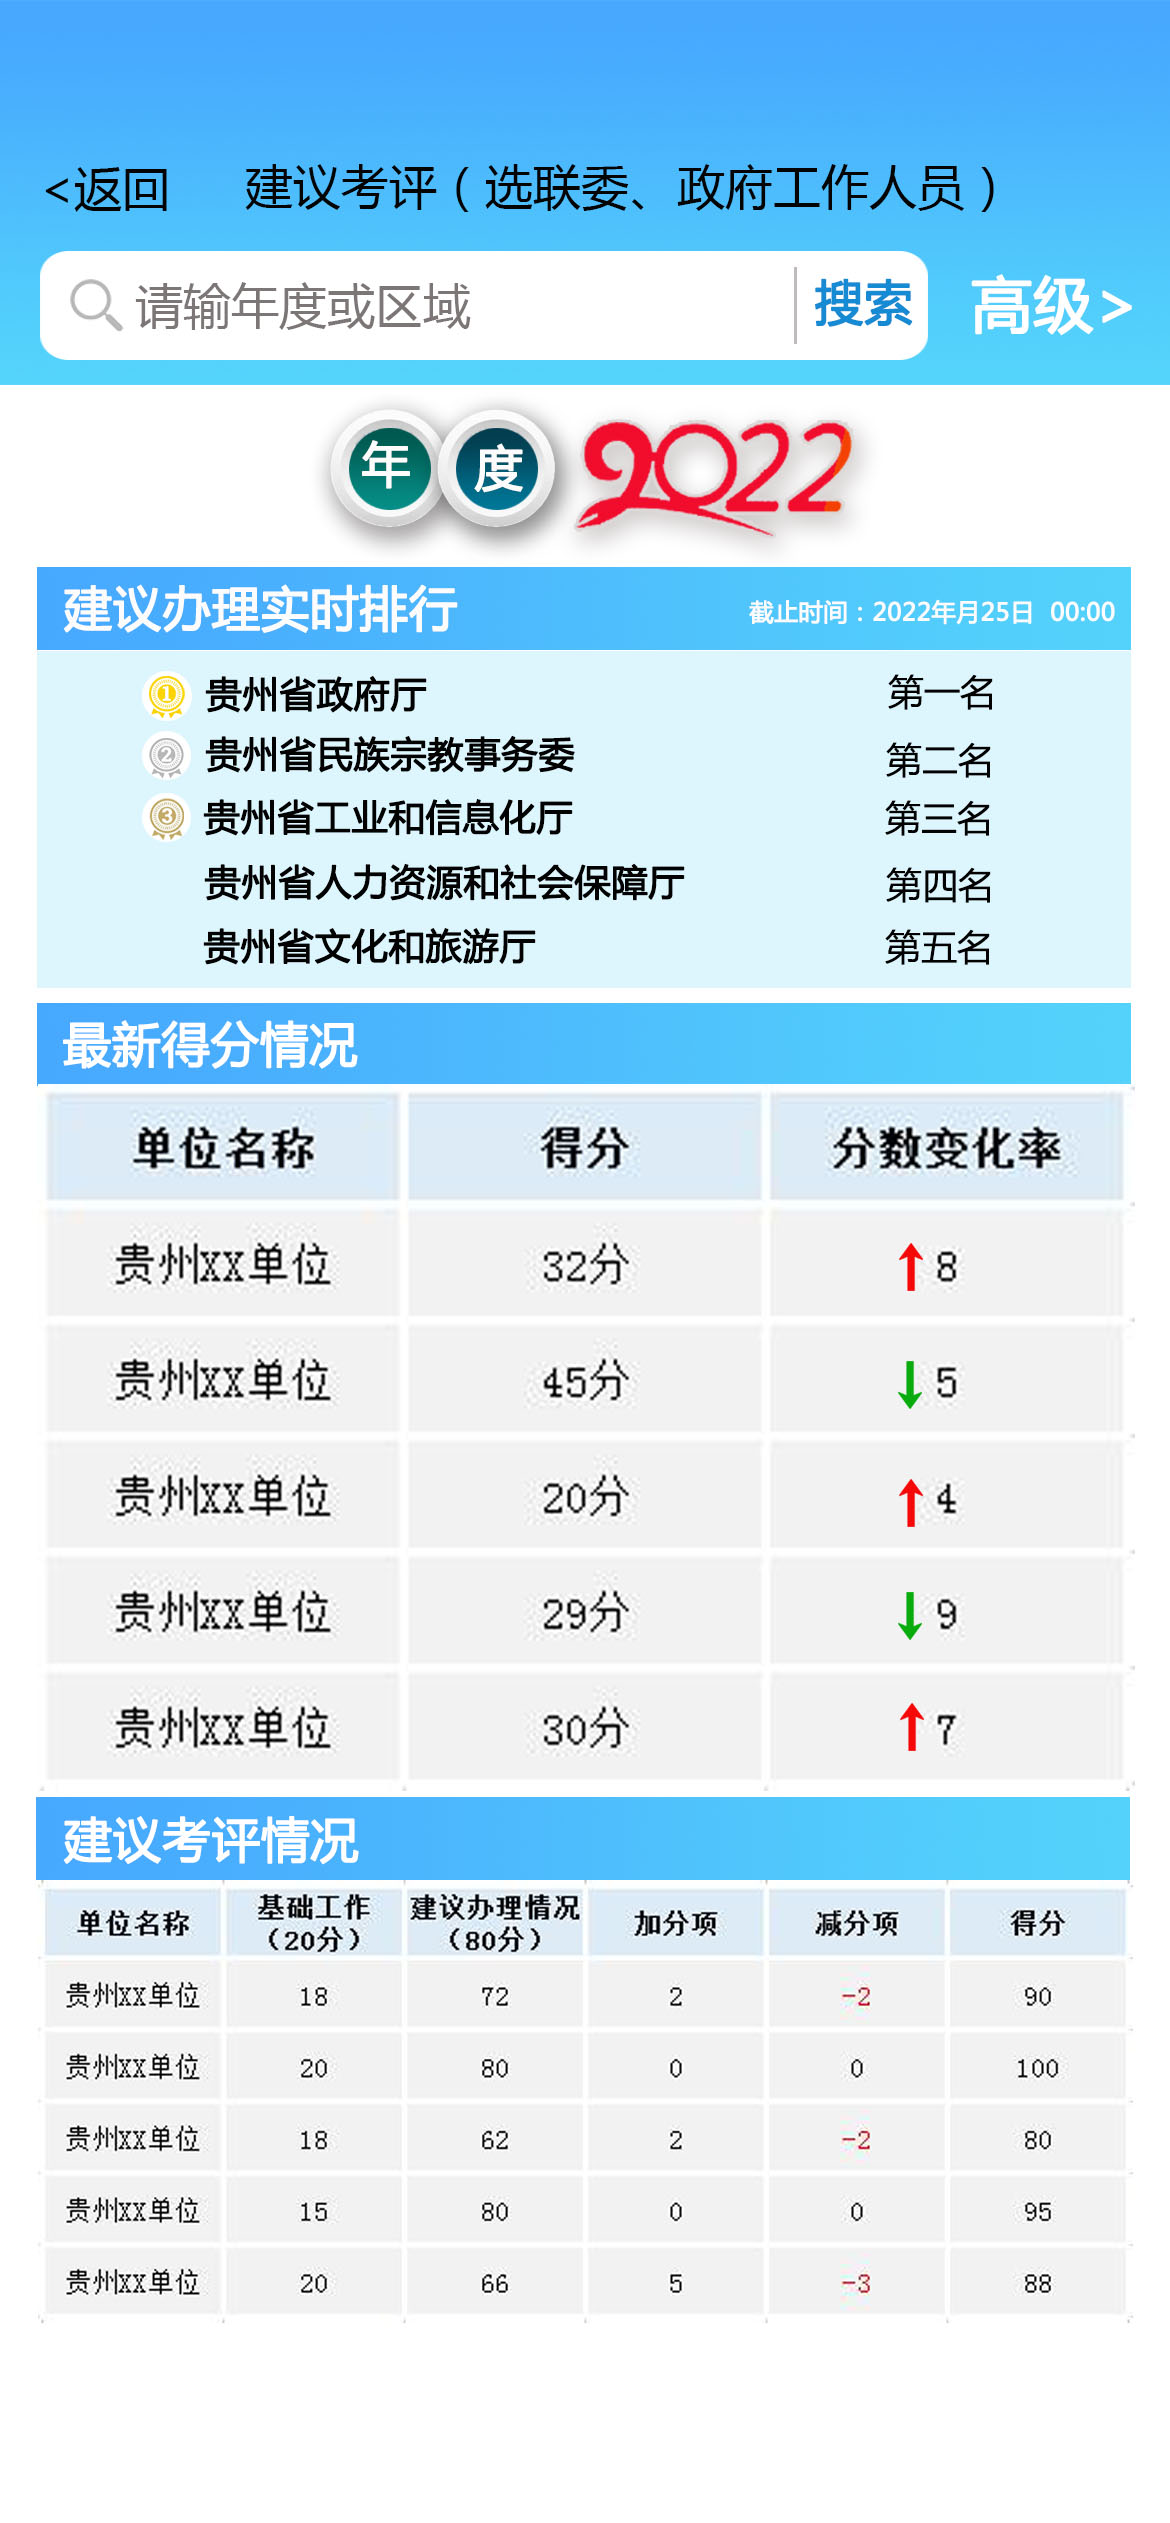 <返回 建议考评（选联委、政府工作人员）
请输年度或区域 搜索 高级>
年度 2022
建议办理实时排行 截止时间：2022年月25日 00:00
1 贵州省政府厅 第一名
2 贵州省民族宗教事务委 第二名
3 贵州省工业和信息化厅 第三名
贵州省人力资源和社会保障厅 第四名
贵州省文化和旅游厅 第五名
最新得分情况
单位名称 得分 分数变化率
贵州XX单位 32分 ↑ 8
贵州XX单位 45分 ↓ 5
贵州XX单位 20分 ↑ 4
贵州XX单位 29分 ↓ 9
贵州XX单位 30分 ↑ 7
建议考评情况
单位名称 基础工作（20分） 建议办理情况（80分） 加分项 减分项 得分
贵州XX单位 18 72 2 -2 90
贵州XX单位 20 80 0 0 100
贵州XX单位 18 62 2 -2 80
贵州XX单位 15 80 0 0 95
贵州XX单位 20 66 5 -3 88